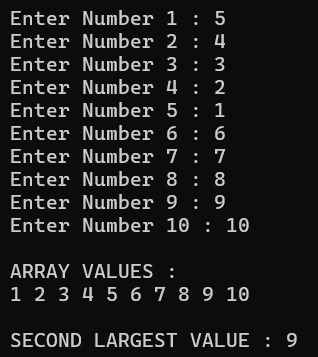 Enter Number 1 : 5
Enter Number 2 : 4
Enter Number 3 : 3
Enter Number 4 : 2
Enter Number 5 : 1
Enter Number 6 : 6
Enter Number 7 : 7
Enter Number 8 : 8
Enter Number 9 : 9
Enter Number 10 : 10
ARRAY VALUES :
1 2 3 4 5 6 7 8 9 10
SECOND LARGEST VALUE : 9